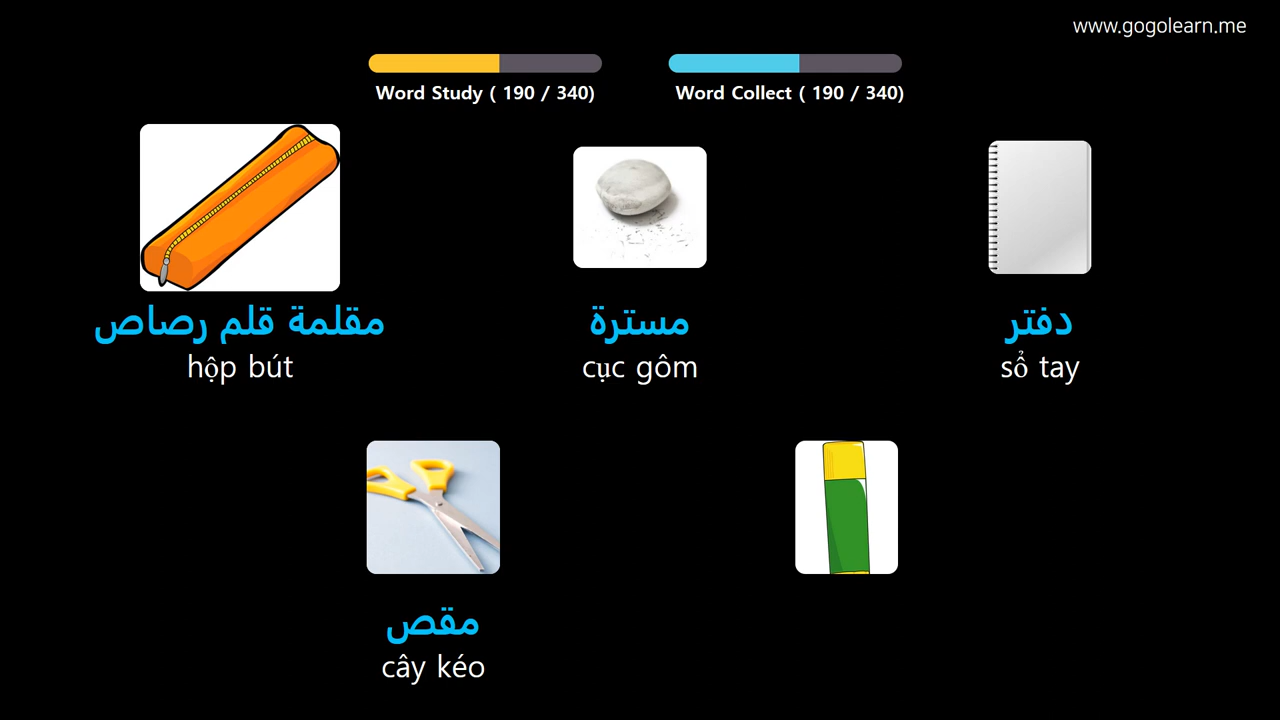 www.gogolearn.me
Word Study ( 190 / 340)
Word Collect ( 190 / 340)
مقلمة قلم رصاص
hộp bút
مسترة
cục gôm
دفتر
sổ tay
مقص
cây kéo